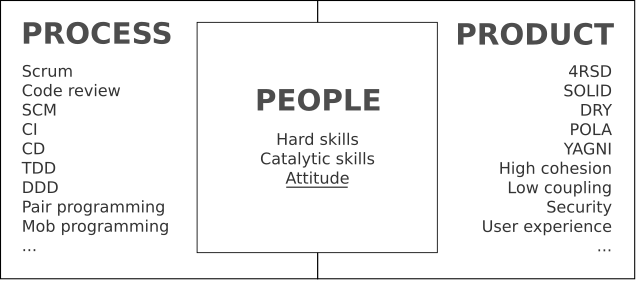 PROCESS
Scrum
Code review
SCM
CI
CD
TDD
DDD
Pair programming
Mob programming
...
PEOPLE
Hard skills
Catalytic skills
Attitude
PRODUCT
4RSD
SOLID
DRY
POLA
YAGNI
High cohesion
Low coupling
Security
User experience
...